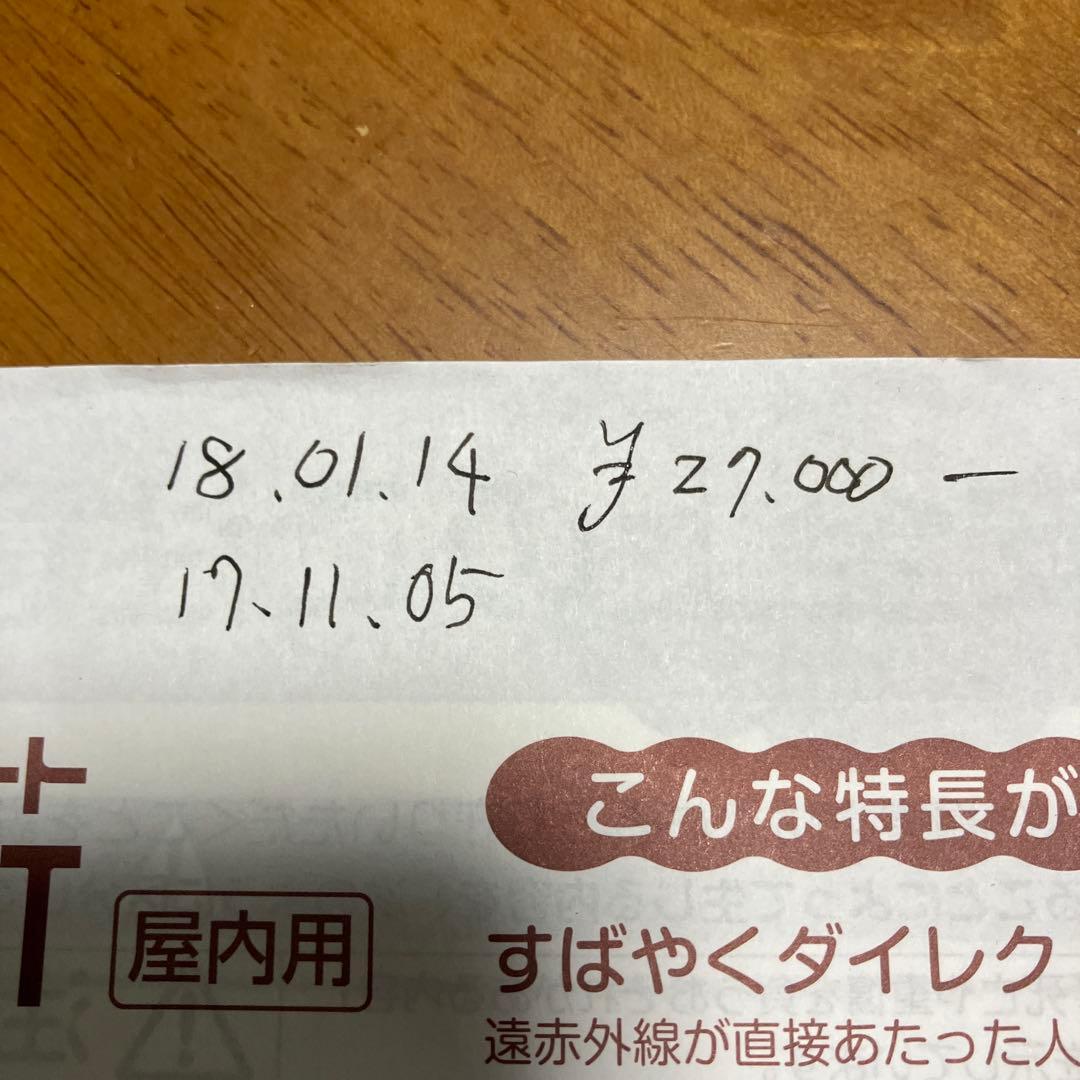 18.01.14 ¥27.000 —
17.11.05
こんな特長が
屋内用
すばやくダイレク
遠赤外線が直接あたった人